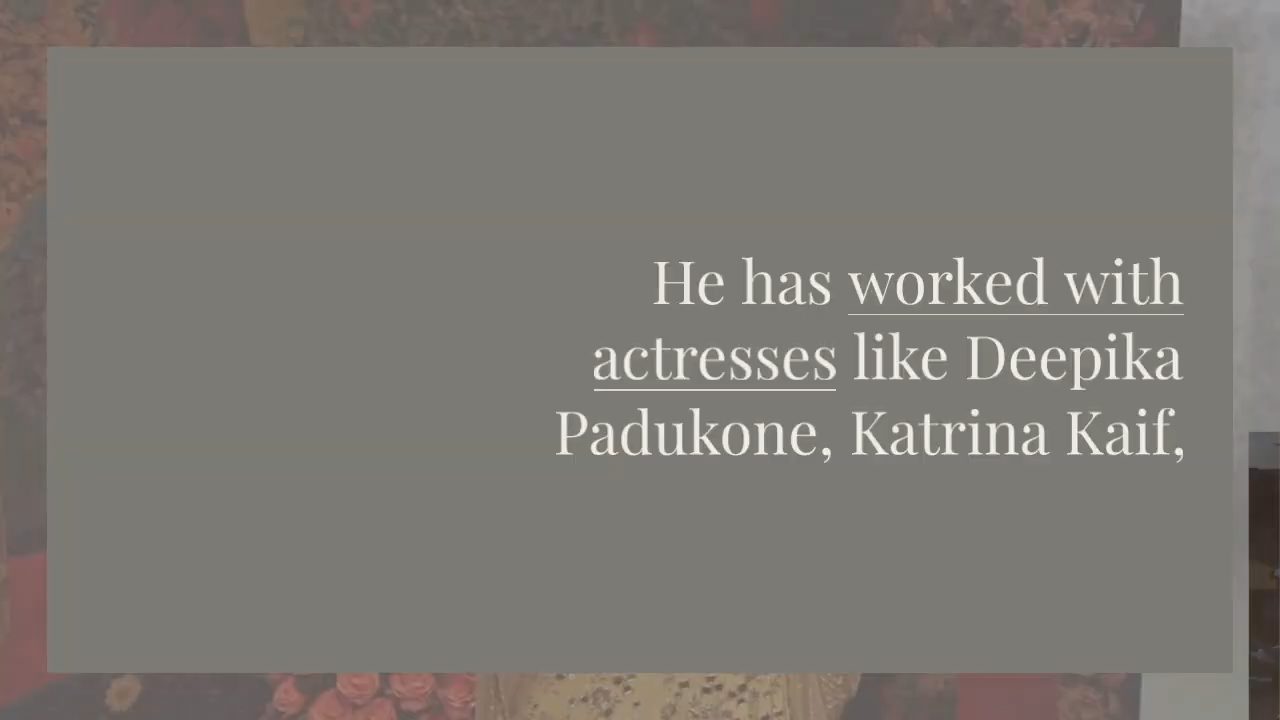 He has worked with
actresses like Deepika
Padukone, Katrina Kaif,